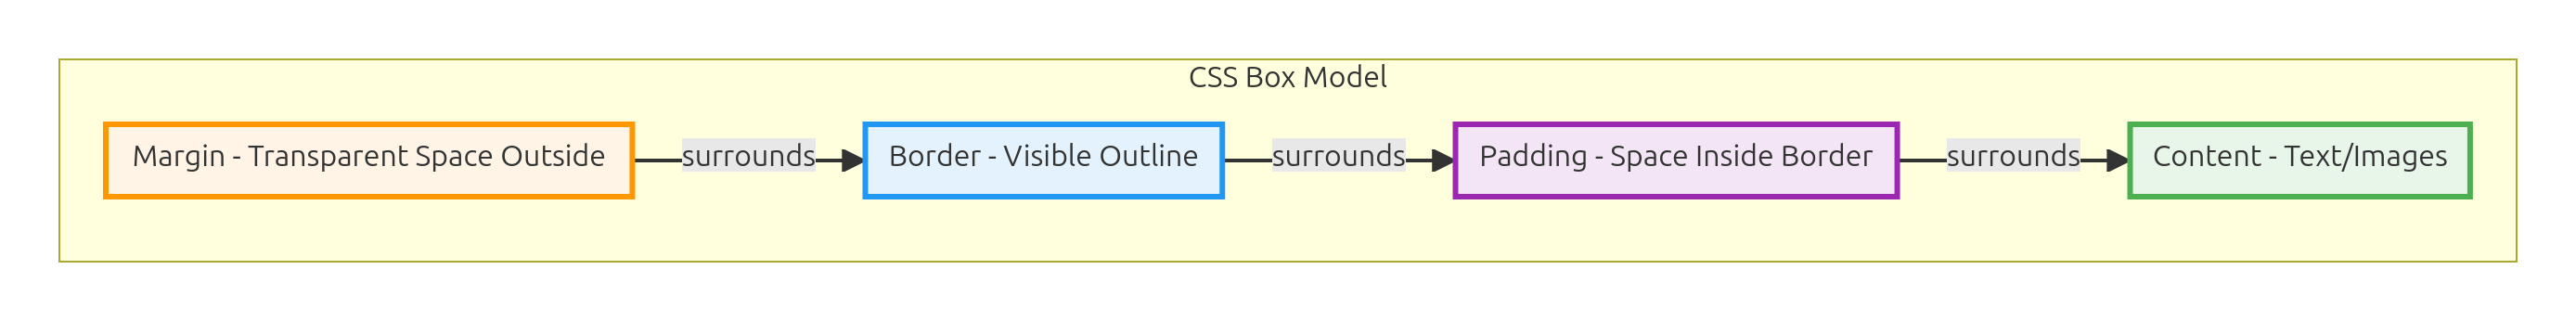 CSS Box Model
Margin - Transparent Space Outside
surrounds
Border - Visible Outline
surrounds
Padding - Space Inside Border
surrounds
Content - Text/Images